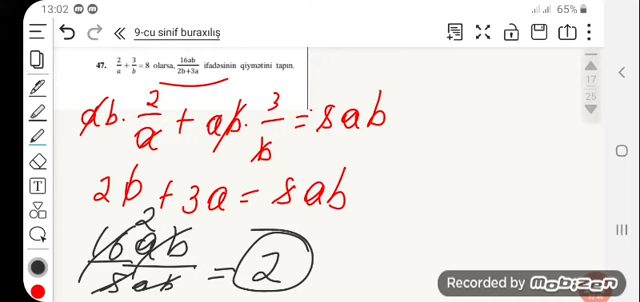 13:02 65%
9-cu sinif buraxılış
47. 2/a + 3/b = 8 olarsa, 16ab/(2b+3a) ifadəsinin qiymətini tapın.
17
25
ab · 2/a + ab · 3/b = 8ab
2b + 3a = 8ab
2
16ab/8ab = 2
Recorded by Mobizen